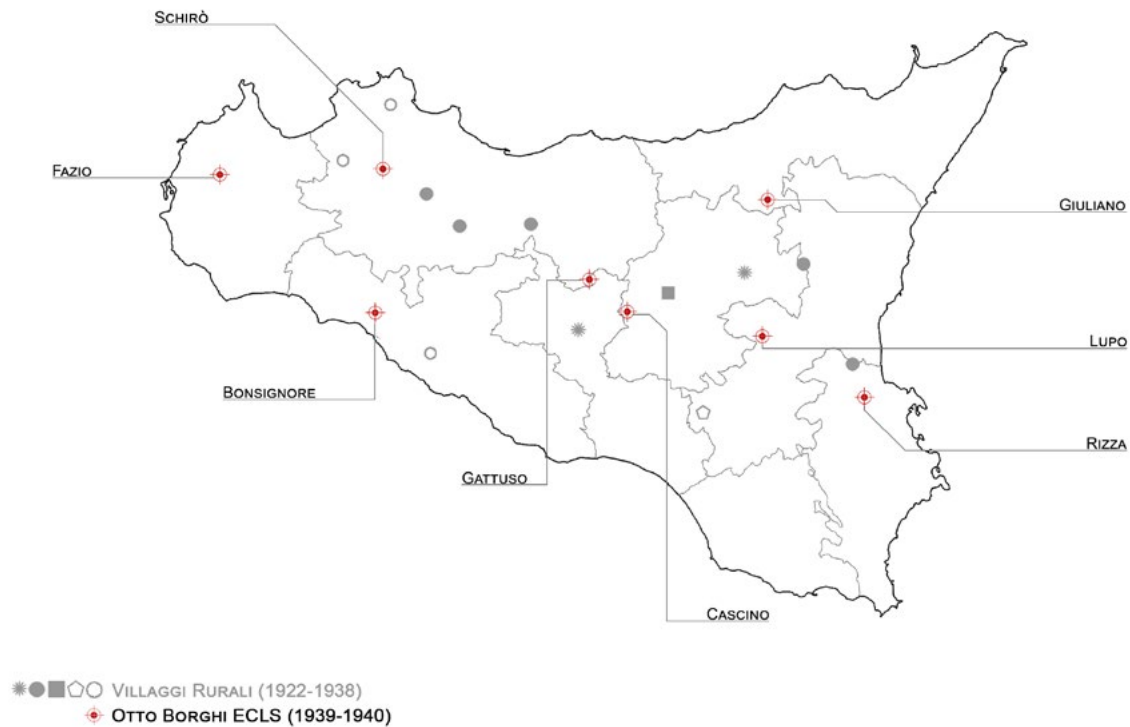 Schirò
Fazio
Giuliano
Lupo
Bonsignore
Rizza
Gattuso
Cascino
Villaggi Rurali (1922-1938)
Otto Borghi ECLS (1939-1940)